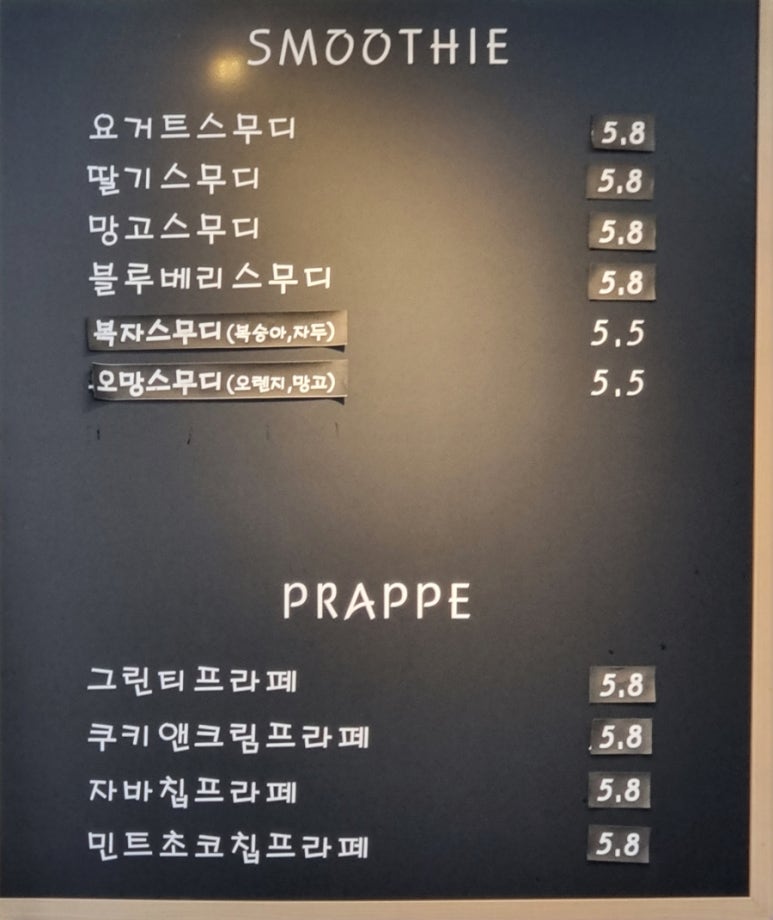 SMOOTHIE
요거트스무디 5.8
딸기스무디 5.8
망고스무디 5.8
블루베리스무디 5.8
복자스무디(복숭아,자두) 5.5
오망스무디(오렌지,망고) 5.5
PRAPPE
그린티프라페 5.8
쿠키앤크림프라페 5.8
자바칩프라페 5.8
민트초코칩프라페 5.8